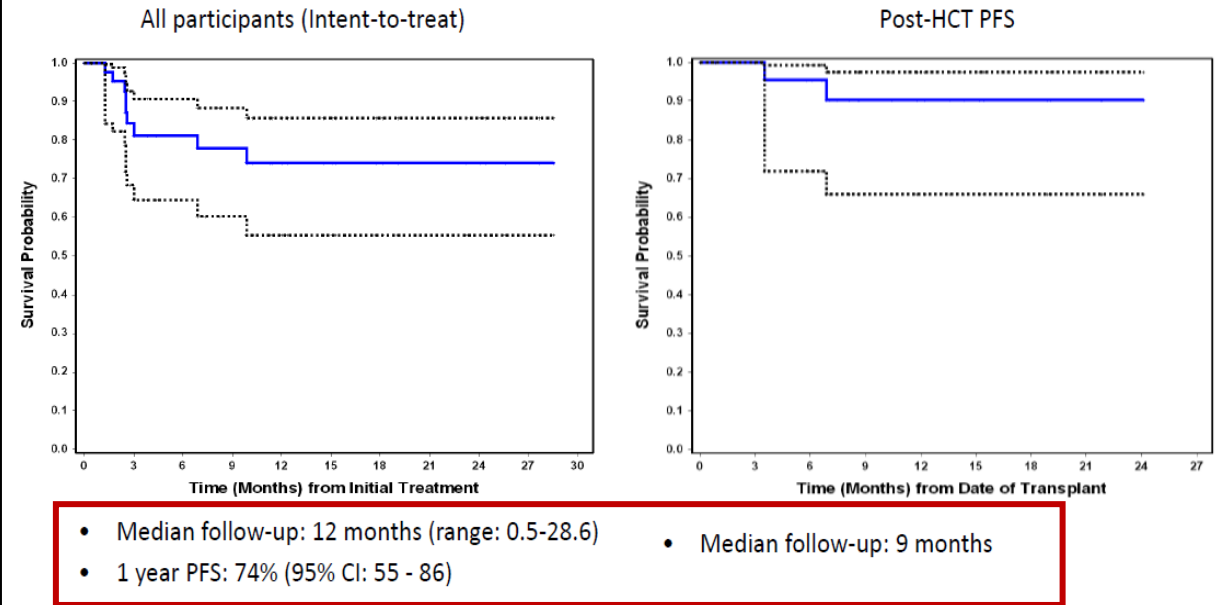 All participants (Intent-to-treat)
Post-HCT PFS
Survival Probability
1.0
0.9
0.8
0.7
0.6
0.5
0.4
0.3
0.2
0.1
0.0
0 3 6 9 12 15 18 21 24 27 30
Time (Months) from Initial Treatment
Survival Probability
1.0
0.9
0.8
0.7
0.6
0.5
0.4
0.3
0.2
0.1
0.0
0 3 6 9 12 15 18 21 24 27
Time (Months) from Date of Transplant
• Median follow-up: 12 months (range: 0.5-28.6)
• 1 year PFS: 74% (95% CI: 55 - 86)
• Median follow-up: 9 months